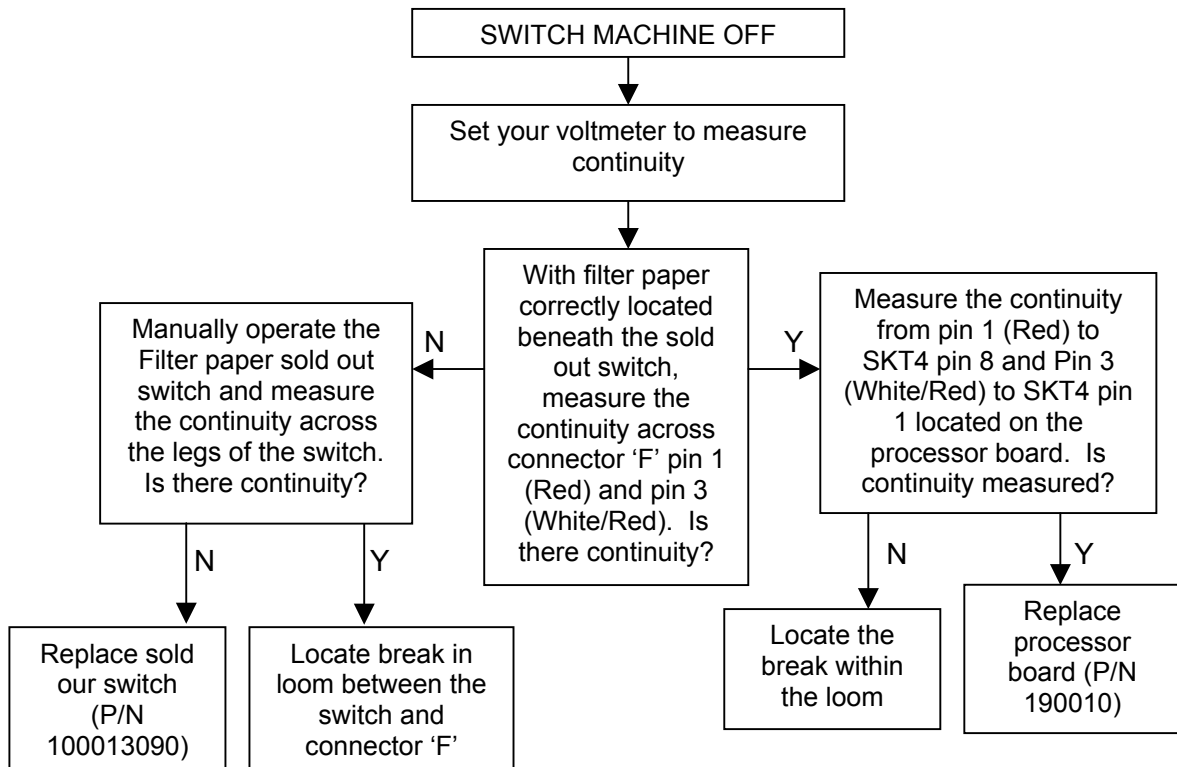 SWITCH MACHINE OFF
Set your voltmeter to measure
continuity
With filter paper
correctly located
beneath the sold
out switch,
measure the
continuity across
connector ‘F’ pin 1
(Red) and pin 3
(White/Red).  Is
there continuity?
N
Y
Manually operate the
Filter paper sold out
switch and measure
the continuity across
the legs of the switch.
Is there continuity?
Measure the continuity
from pin 1 (Red) to
SKT4 pin 8 and Pin 3
(White/Red) to SKT4 pin
1 located on the
processor board.  Is
continuity measured?
N
Y
N
Y
Replace sold
our switch
(P/N
100013090)
Locate break in
loom between the
switch and
connector ‘F’
Locate the
break within
the loom
Replace
processor
board (P/N
190010)